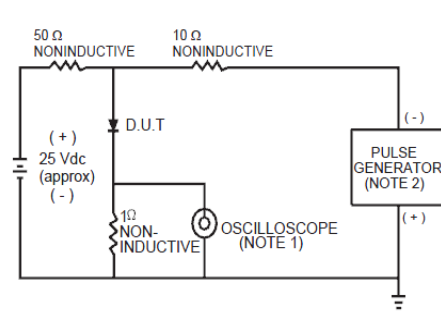 50 Ω
NONINDUCTIVE
10 Ω
NONINDUCTIVE
D.U.T
(+)
25 Vdc
(approx)
(-)
1Ω
NON-
INDUCTIVE
OSCILLOSCOPE
(NOTE 1)
(-)
PULSE
GENERATOR
(NOTE 2)
(+)